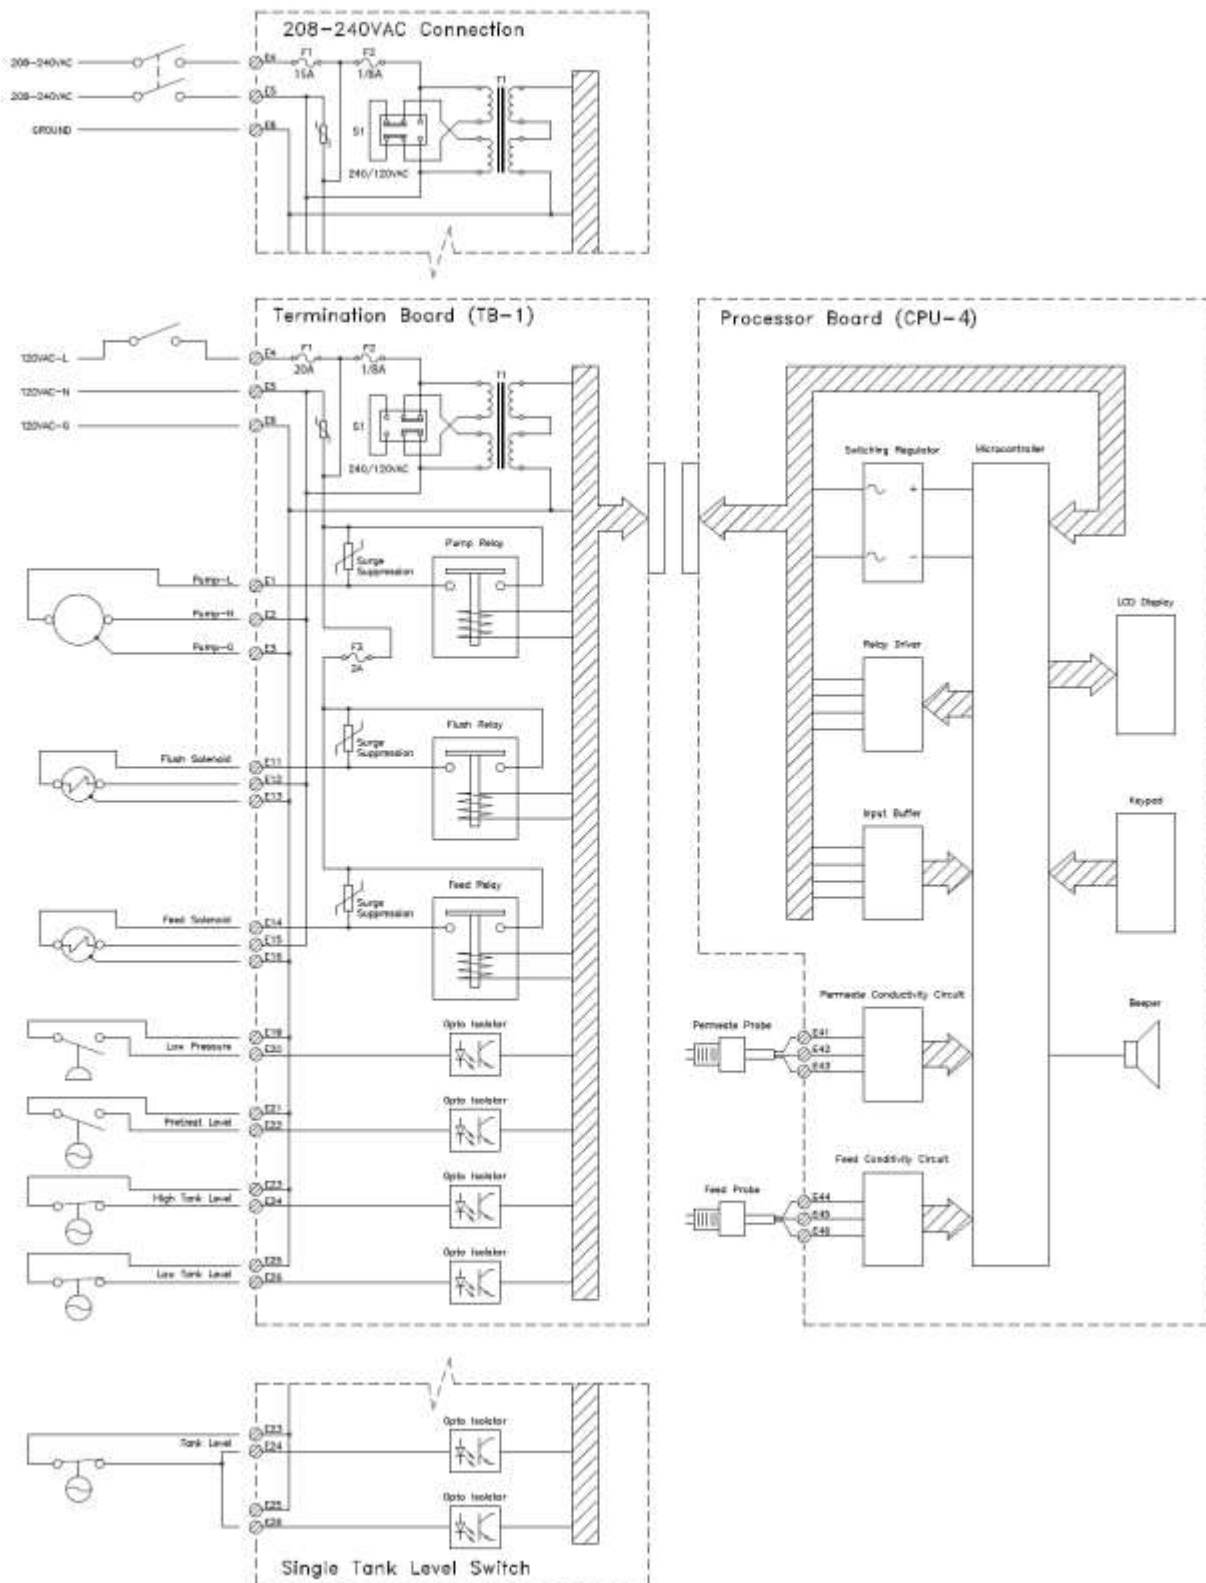 208-240VAC Connection
208-240VAC
E4
F1
15A
F2
1/8A
T1
208-240VAC
E5
GROUND
E6
S1
240/120VAC
Termination Board (TB-1)
120VAC-L
E4
F1
20A
F2
1/8A
T1
120VAC-N
E5
120VAC-G
E6
S1
240/120VAC
Surge
Suppression
Pump Relay
Pump-L
E1
Pump-N
E2
Pump-G
E3
F3
2A
Surge
Suppression
Flush Relay
Flush Solenoid
E11
E12
E13
Surge
Suppression
Feed Relay
Feed Solenoid
E14
E15
E16
Opto Isolator
E19
Low Pressure
E20
Opto Isolator
E21
Pretreat Level
E22
Opto Isolator
E23
High Tank Level
E24
Opto Isolator
E25
Low Tank Level
E26
Processor Board (CPU-4)
Switching Regulator
+
-
Microcontroller
LCD Display
Relay Driver
Input Buffer
Keypad
Permeate Conductivity Circuit
Beeper
Permeate Probe
E41
E42
E43
Feed Conditivity Circuit
Feed Probe
E44
E45
E46
Opto Isolator
E23
Tank Level
E24
Opto Isolator
E25
E26
Single Tank Level Switch